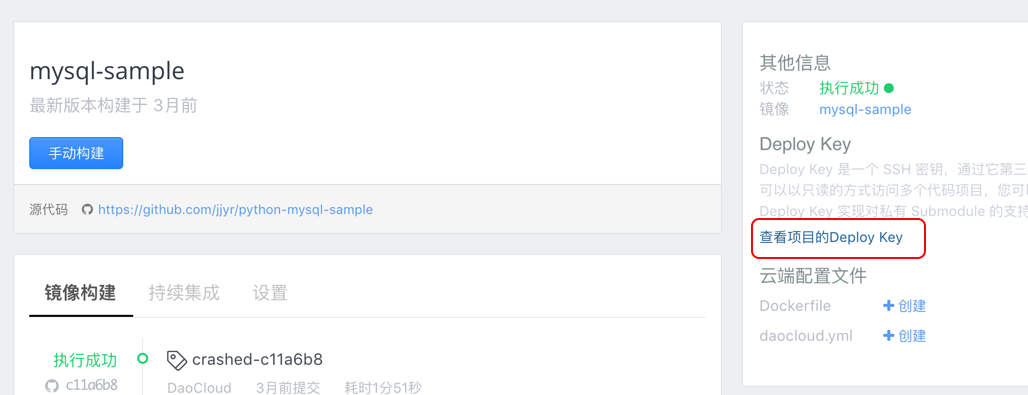 mysql-sample
最新版本构建于 3月前
手动构建
源代码 https://github.com/jjyr/python-mysql-sample
镜像构建 持续集成 设置
执行成功 crashed-c11a6b8
c11a6b8 DaoCloud 3月前提交 耗时1分51秒
其他信息
状态 执行成功
镜像 mysql-sample
Deploy Key
Deploy Key 是一个 SSH 密钥，通过它第三
可以以只读的方式访问多个代码项目，您可
Deploy Key 实现对私有 Submodule 的支持
查看项目的Deploy Key
云端配置文件
Dockerfile 创建
daocloud.yml 创建